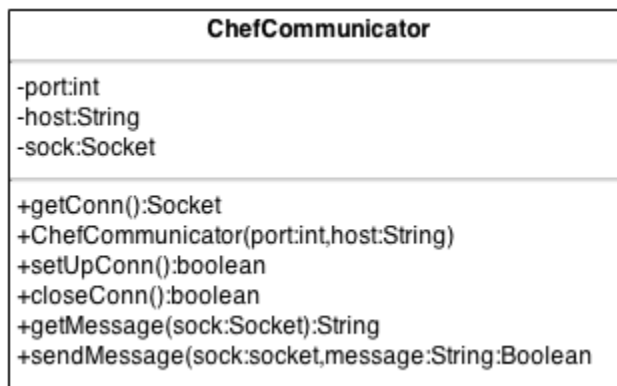 ChefCommunicator
-port:int
-host:String
-sock:Socket
+getConn():Socket
+ChefCommunicator(port:int,host:String)
+setUpConn():boolean
+closeConn():boolean
+getMessage(sock:Socket):String
+sendMessage(sock:socket,message:String:Boolean